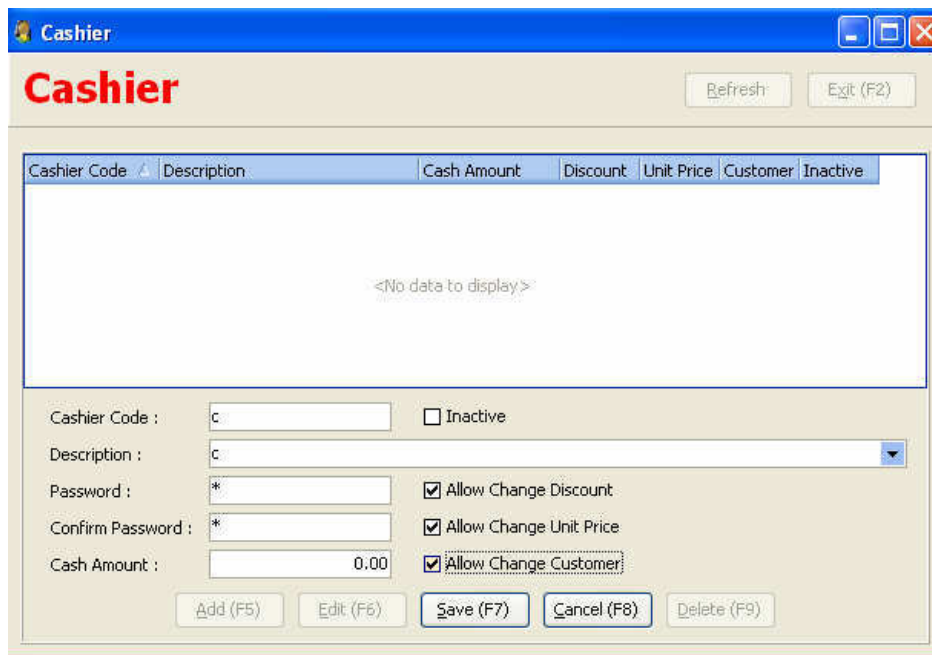 Cashier
Cashier
Refresh Exit (F2)
Cashier Code Description Cash Amount Discount Unit Price Customer Inactive
<No data to display>
Cashier Code : c Inactive
Description : c
Password : * Allow Change Discount
Confirm Password : * Allow Change Unit Price
Cash Amount : 0.00 Allow Change Customer
Add (F5) Edit (F6) Save (F7) Cancel (F8) Delete (F9)